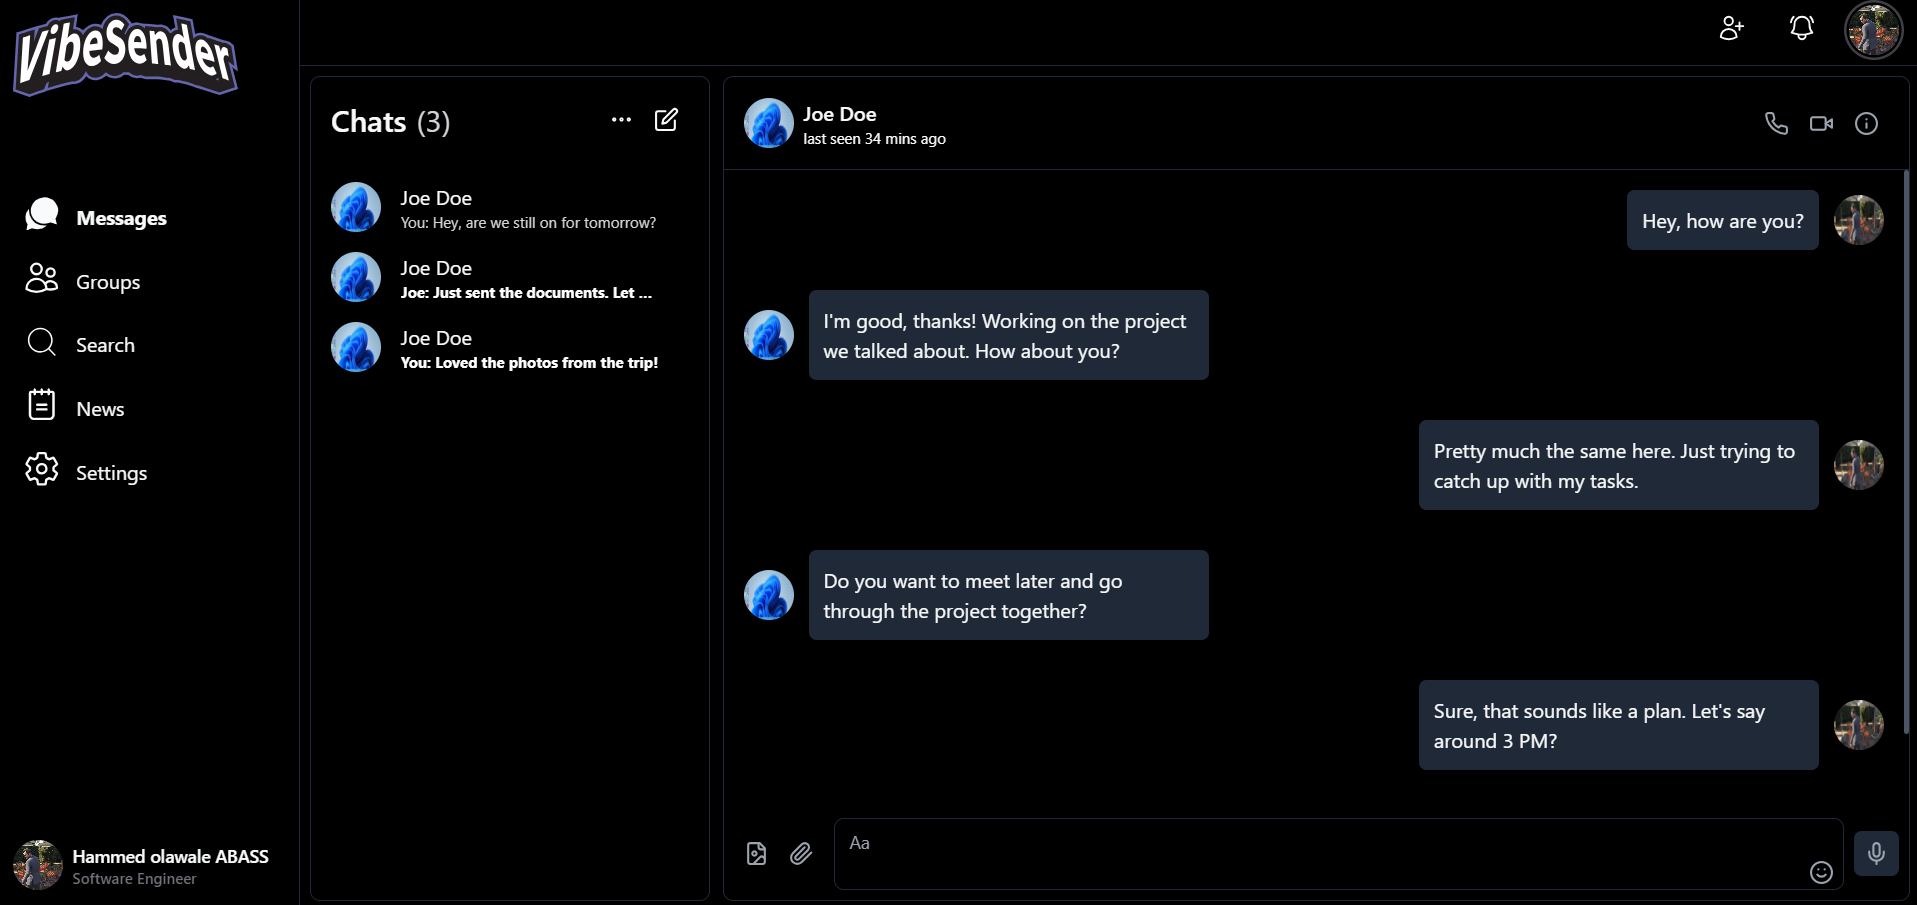 VibeSender
Messages
Groups
Search
News
Settings
Hammed olawale ABASS
Software Engineer
Chats (3)
Joe Doe
You: Hey, are we still on for tomorrow?
Joe Doe
Joe: Just sent the documents. Let ...
Joe Doe
You: Loved the photos from the trip!
Joe Doe
last seen 34 mins ago
Hey, how are you?
I'm good, thanks! Working on the project
we talked about. How about you?
Pretty much the same here. Just trying to
catch up with my tasks.
Do you want to meet later and go
through the project together?
Sure, that sounds like a plan. Let's say
around 3 PM?
Aa